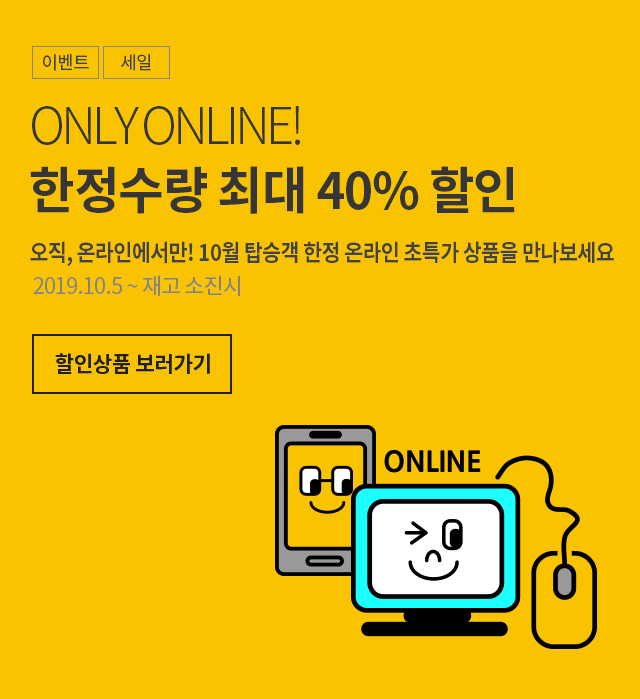 이벤트 세일
ONLY ONLINE!
한정수량 최대 40% 할인
오직, 온라인에서만! 10월 탑승객 한정 온라인 초특가 상품을 만나보세요
2019.10.5 ~ 재고 소진시
할인상품 보러가기
ONLINE